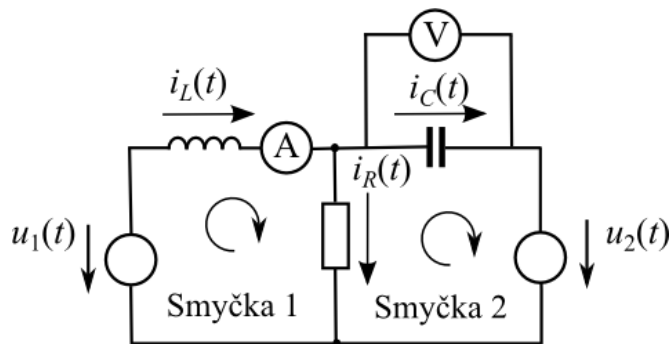 V
i_L(t)
i_C(t)
A
i_R(t)
u_1(t)
u_2(t)
Smyčka 1
Smyčka 2